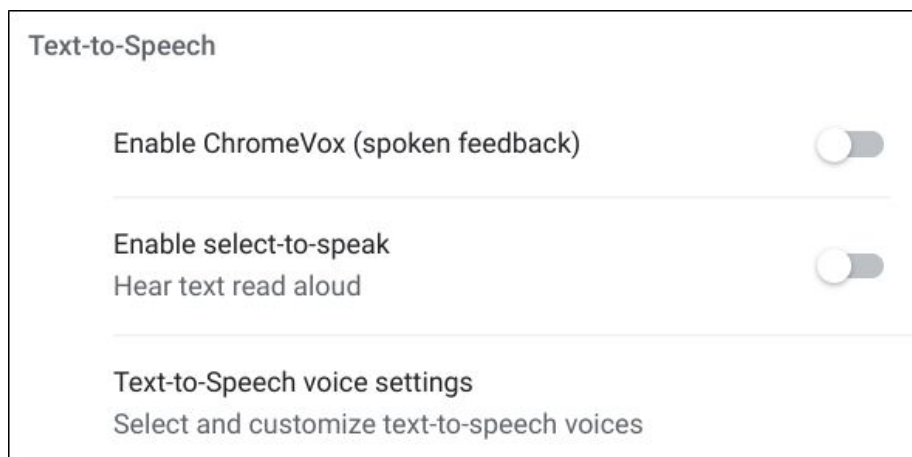 Text-to-Speech
Enable ChromeVox (spoken feedback)
Enable select-to-speak
Hear text read aloud
Text-to-Speech voice settings
Select and customize text-to-speech voices